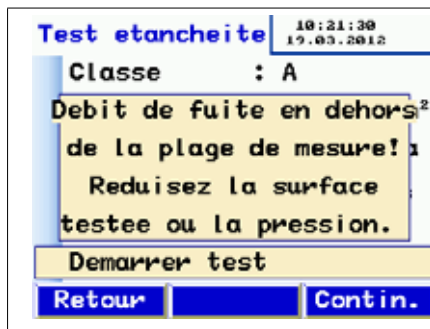 Test etancheite
10:21:30
19.03.2012
Classe : A
Debit de fuite en dehors
de la plage de mesure!
Reduisez la surface
testee ou la pression.
Demarrer test
Retour
Contin.